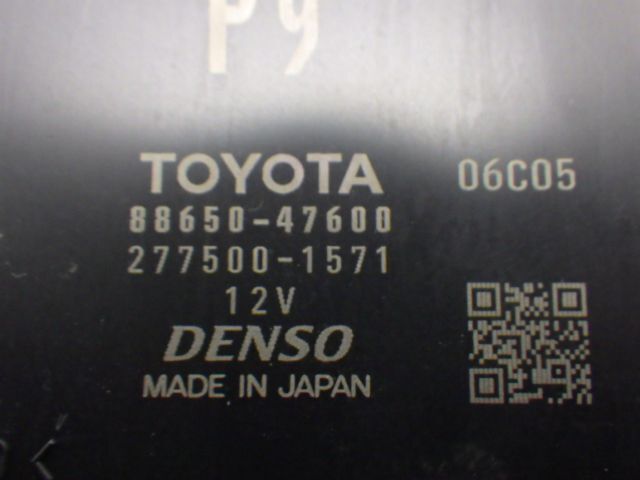 P9
TOYOTA 06C05
88650-47600
277500-1571
12V
DENSO
MADE IN JAPAN